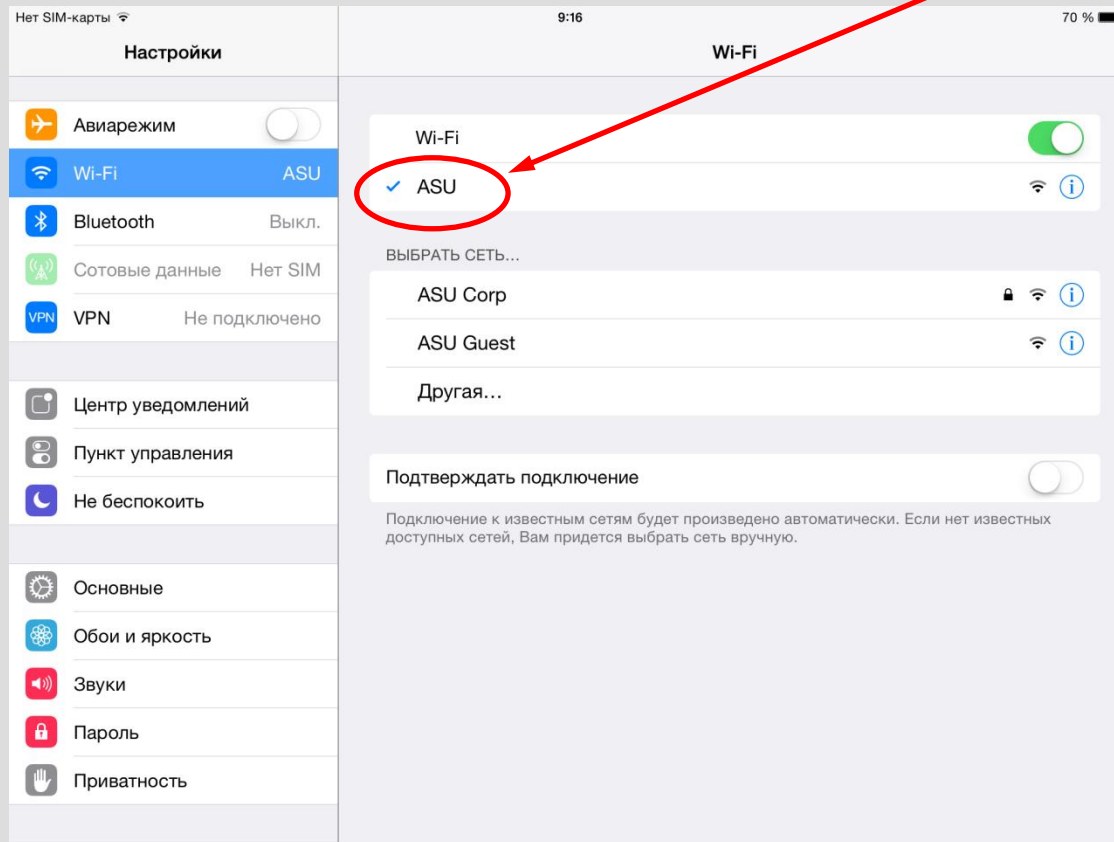 Нет SIM-карты
9:16
70 %
Настройки
Wi-Fi
Авиарежим
Wi-Fi ASU
Bluetooth Выкл.
Сотовые данные Нет SIM
VPN VPN Не подключено
Центр уведомлений
Пункт управления
Не беспокоить
Основные
Обои и яркость
Звуки
Пароль
Приватность
Wi-Fi
ASU
ВЫБРАТЬ СЕТЬ...
ASU Corp
ASU Guest
Другая...
Подтверждать подключение
Подключение к известным сетям будет произведено автоматически. Если нет известных
доступных сетей, Вам придется выбрать сеть вручную.